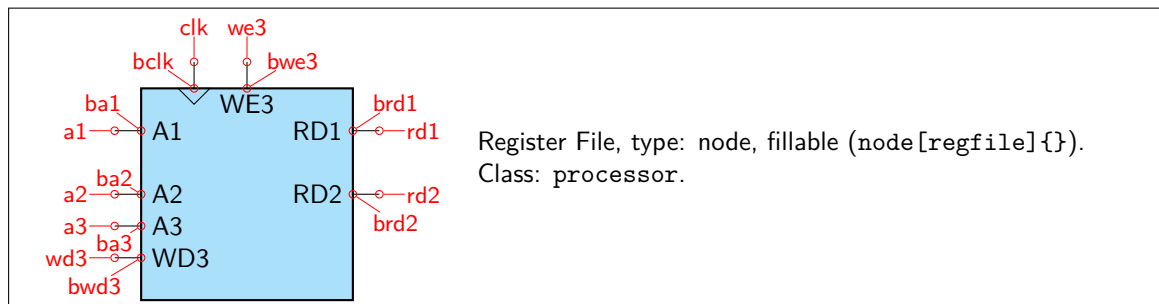 clk we3
bclk bwe3
WE3
ba1 brd1
a1 A1 RD1 rd1
Register File, type: node, fillable (node[regfile]{}).
Class: processor.
ba2
a2 A2 RD2 rd2
a3 A3 brd2
ba3
wd3 WD3
bwd3